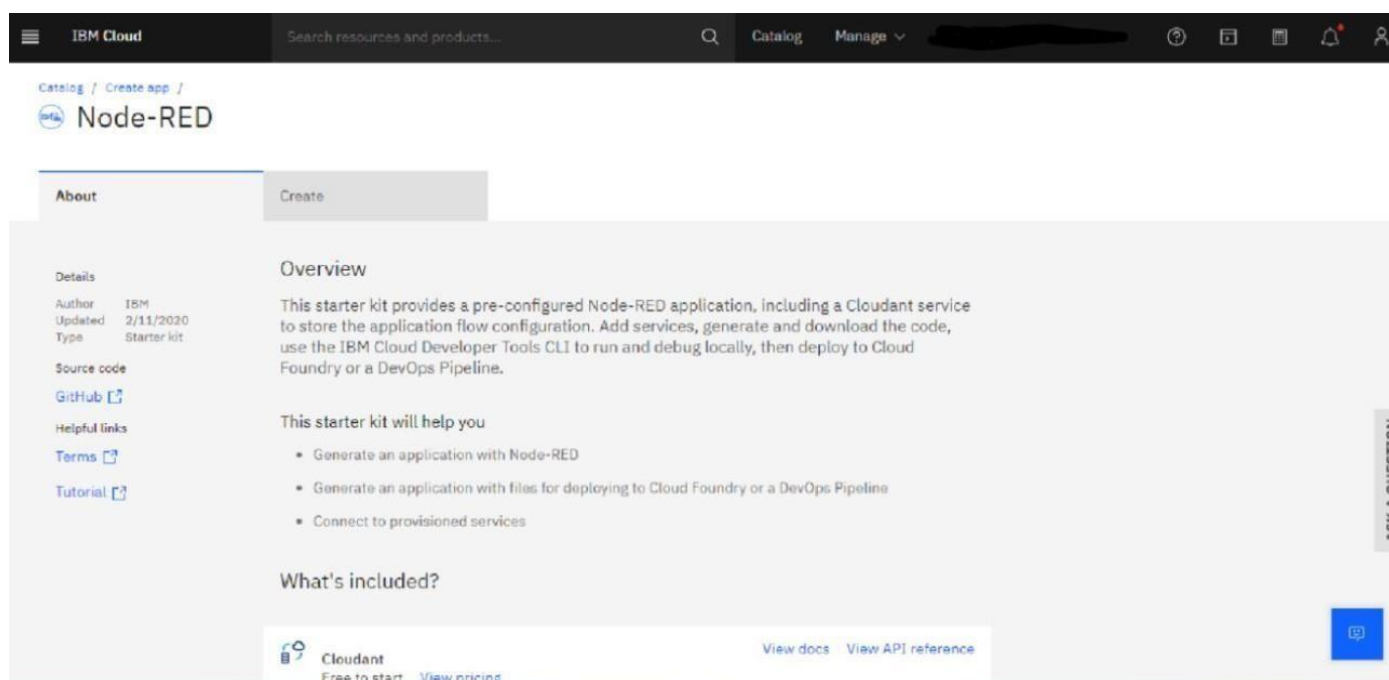 IBM Cloud
Search resources and products...
Catalog
Manage
Catalog / Create app /
Node-RED
About
Create
Details
Author IBM
Updated 2/11/2020
Type Starter kit
Source code
GitHub
Helpful links
Terms
Tutorial
Overview
This starter kit provides a pre-configured Node-RED application, including a Cloudant service
to store the application flow configuration. Add services, generate and download the code,
use the IBM Cloud Developer Tools CLI to run and debug locally, then deploy to Cloud
Foundry or a DevOps Pipeline.
This starter kit will help you
• Generate an application with Node-RED
• Generate an application with files for deploying to Cloud Foundry or a DevOps Pipeline
• Connect to provisioned services
What's included?
Cloudant
View docs View API reference
Free to start View pricing
ASK A QUESTION